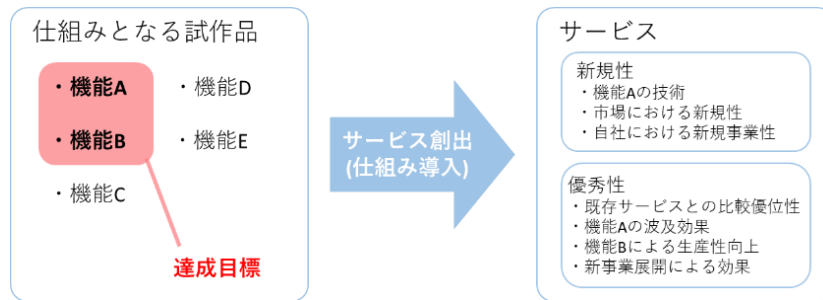 仕組みとなる試作品
・機能A
・機能D
・機能B
・機能E
・機能C
達成目標
サービス創出
(仕組み導入)
サービス
新規性
・機能Aの技術
・市場における新規性
・自社における新規事業性
優秀性
・既存サービスとの比較優位性
・機能Aの波及効果
・機能Bによる生産性向上
・新事業展開による効果